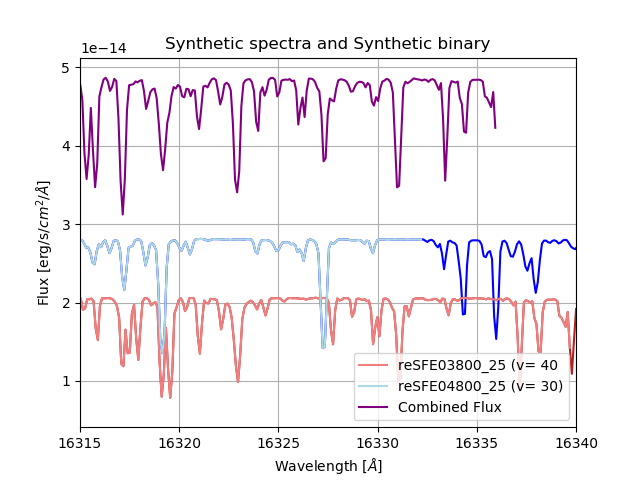 Synthetic spectra and Synthetic binary
1e−14
5
4
3
2
1
Flux [erg/s/cm²/Å]
16315
16320
16325
16330
16335
16340
Wavelength [Å]
reSFE03800_25 (v= 40
reSFE04800_25 (v= 30)
Combined Flux